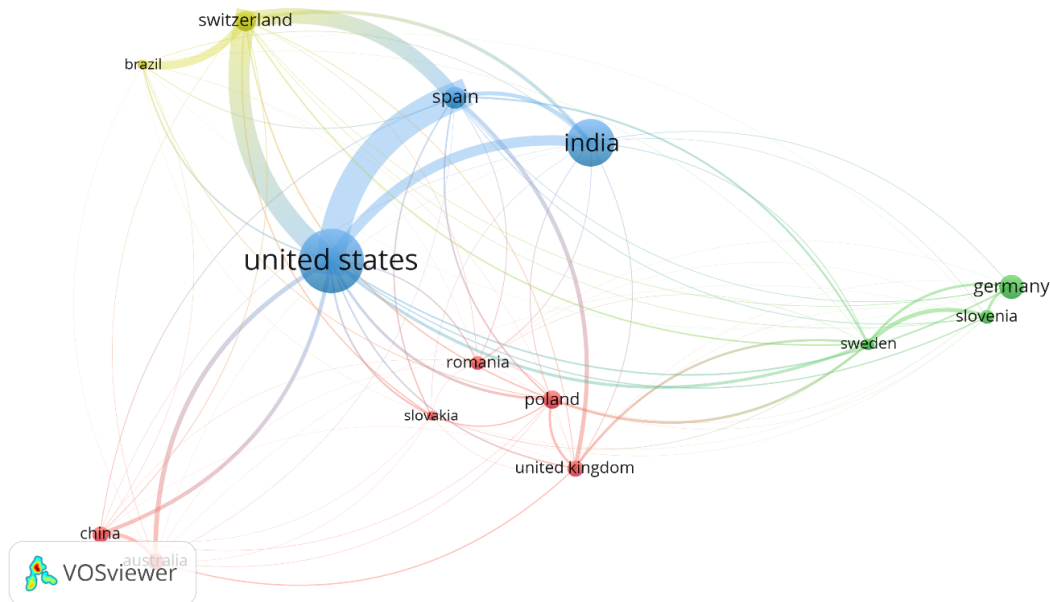 switzerland
brazil
spain
india
united states
germany
slovenia
sweden
romania
poland
slovakia
united kingdom
china
australia
VOSviewer